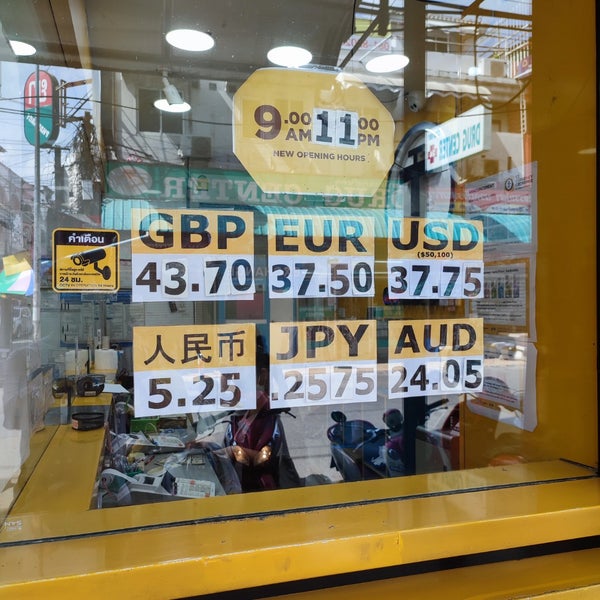 9.00 AM 11.00 PM
NEW OPENING HOURS
DRUG CENTER
GBP
43.70
EUR
37.50
USD
($50,100)
37.75
คำเตือน
24 ชม.
人民币
5.25
JPY
.2575
AUD
24.05